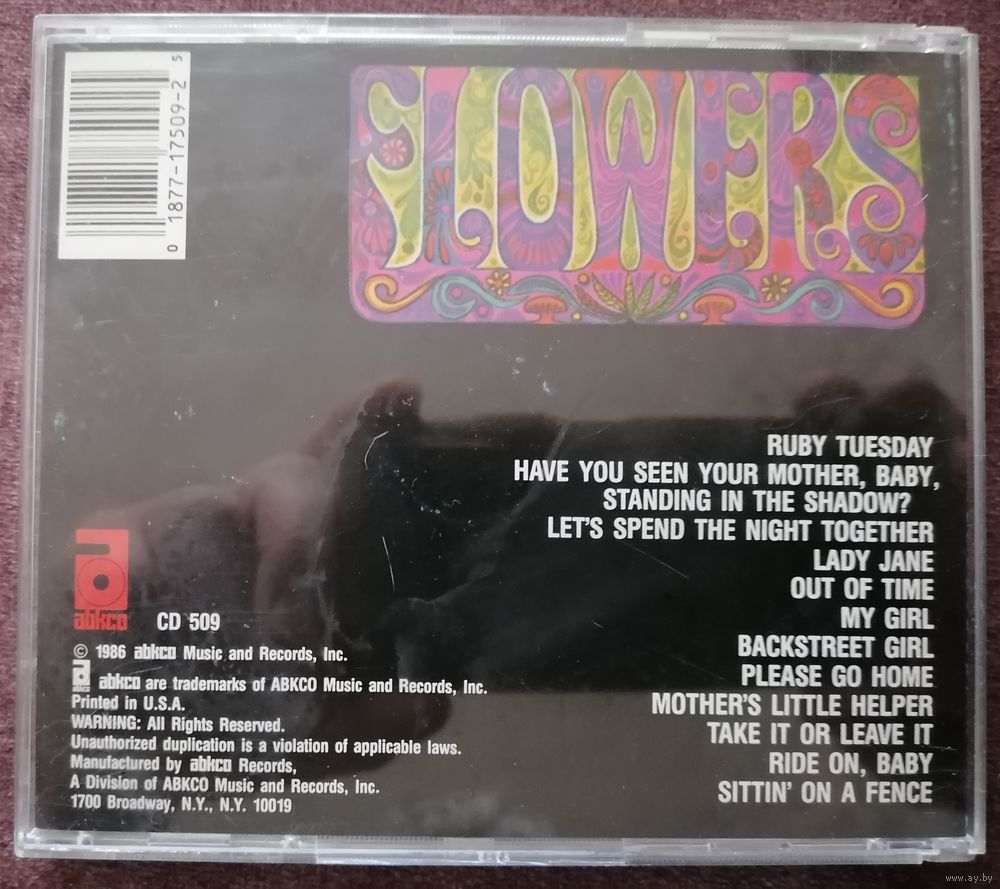 0 1877-17509-2 5
FLOWERS
RUBY TUESDAY
HAVE YOU SEEN YOUR MOTHER, BABY,
STANDING IN THE SHADOW?
LET'S SPEND THE NIGHT TOGETHER
LADY JANE
OUT OF TIME
MY GIRL
BACKSTREET GIRL
PLEASE GO HOME
MOTHER'S LITTLE HELPER
TAKE IT OR LEAVE IT
RIDE ON, BABY
SITTIN' ON A FENCE
abkco
CD 509
© 1986 abkco Music and Records, Inc.
abkco abkco are trademarks of ABKCO Music and Records, Inc.
Printed in U.S.A.
WARNING: All Rights Reserved.
Unauthorized duplication is a violation of applicable laws.
Manufactured by abkco Records,
A Division of ABKCO Music and Records, Inc.
1700 Broadway, N.Y., N.Y. 10019
www.ay.by